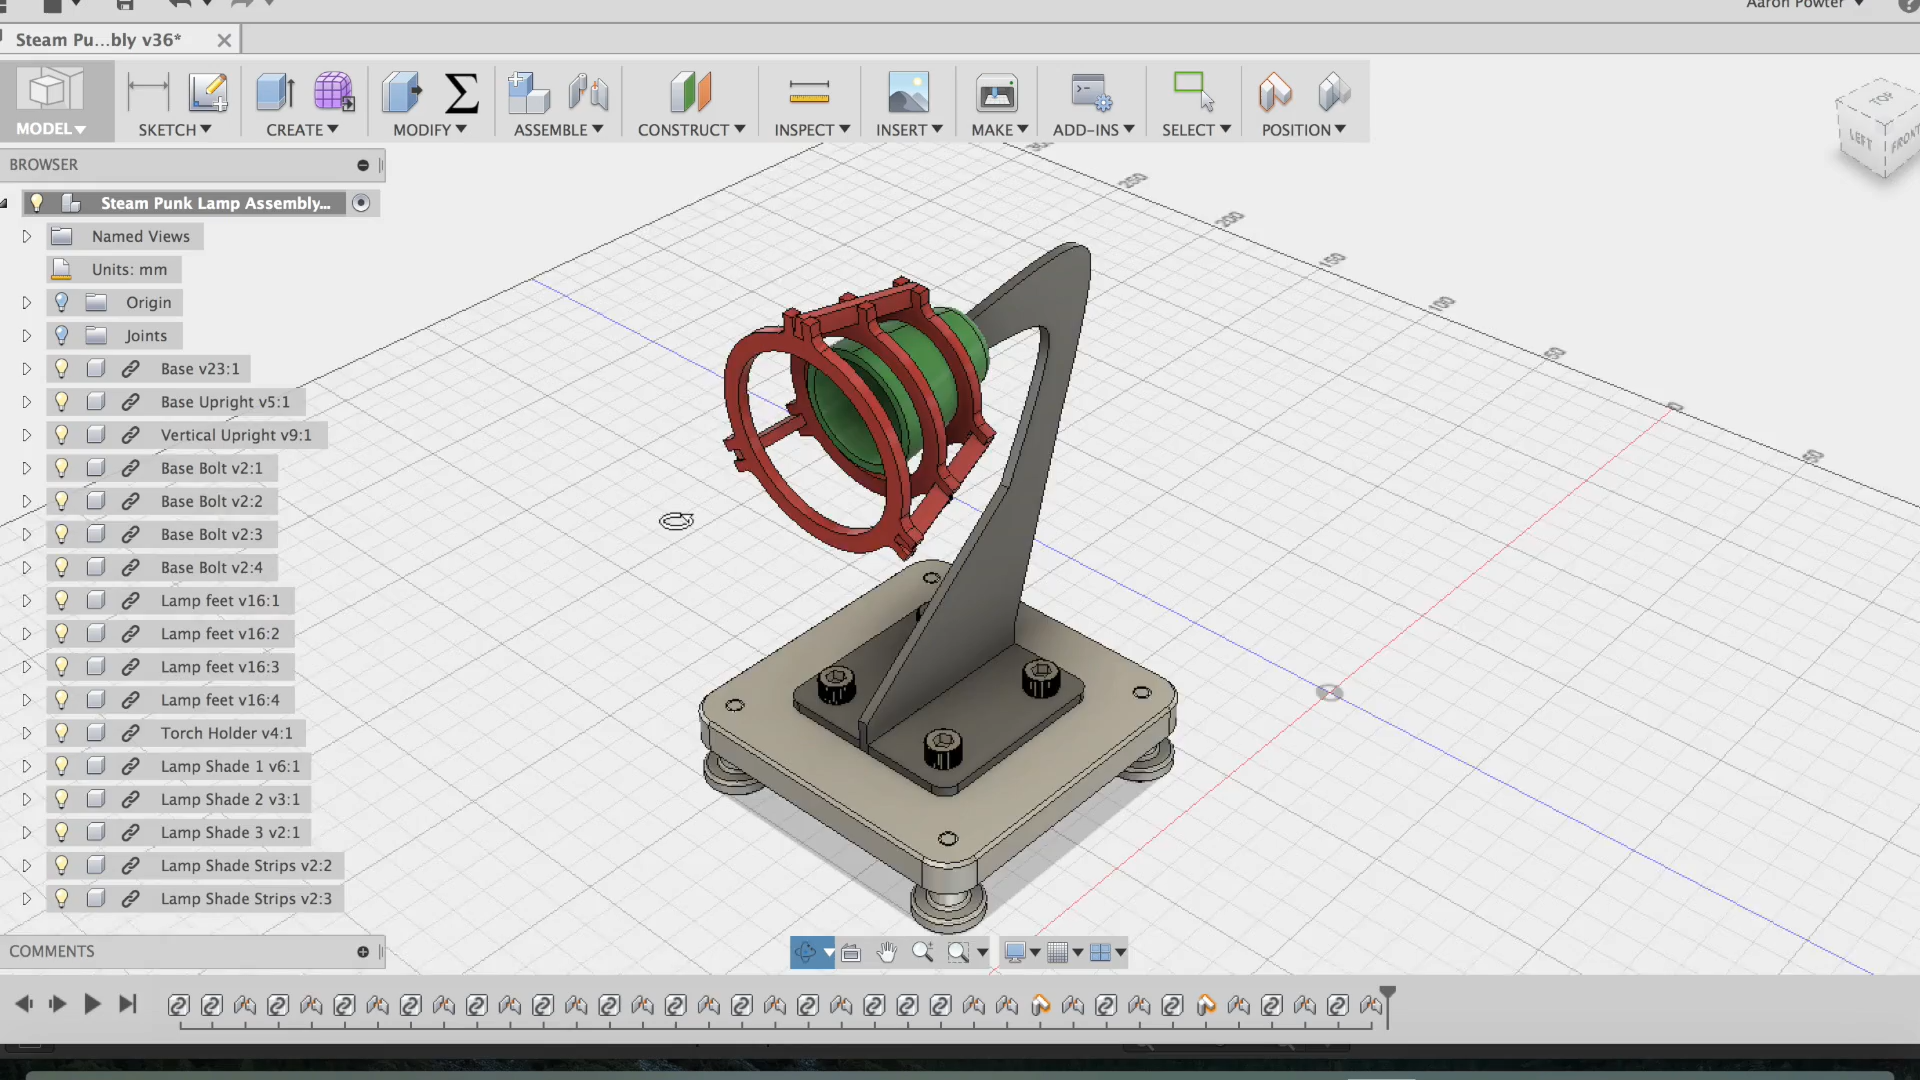 Aaron Powter
Steam Pu...bly v36*
MODEL
SKETCH
CREATE
MODIFY
ASSEMBLE
CONSTRUCT
INSPECT
INSERT
MAKE
ADD-INS
SELECT
POSITION
TOP
LEFT
FRONT
BROWSER
Steam Punk Lamp Assembly...
Named Views
Units: mm
Origin
Joints
Base v23:1
Base Upright v5:1
Vertical Upright v9:1
Base Bolt v2:1
Base Bolt v2:2
Base Bolt v2:3
Base Bolt v2:4
Lamp feet v16:1
Lamp feet v16:2
Lamp feet v16:3
Lamp feet v16:4
Torch Holder v4:1
Lamp Shade 1 v6:1
Lamp Shade 2 v3:1
Lamp Shade 3 v2:1
Lamp Shade Strips v2:2
Lamp Shade Strips v2:3
250
200
150
100
50
0
50
COMMENTS